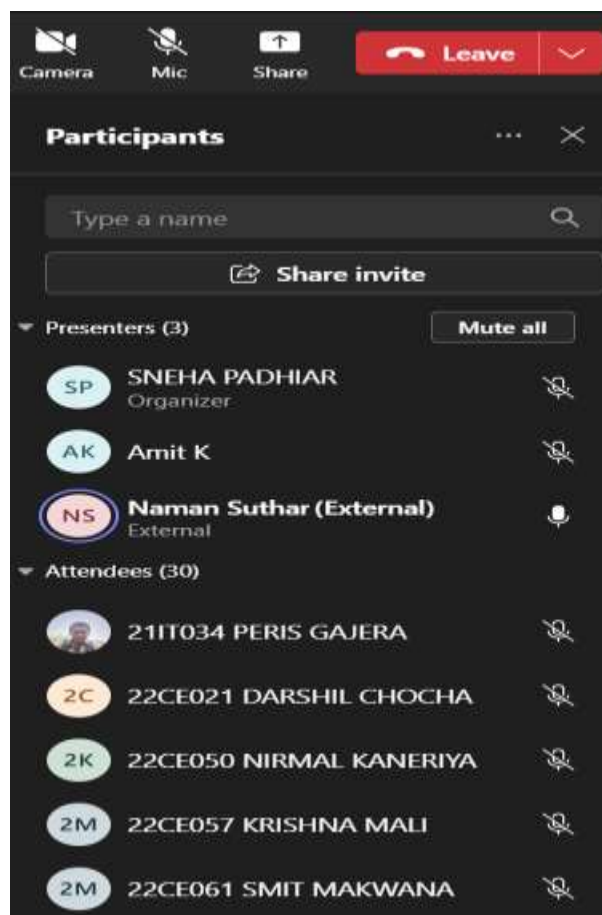 Camera Mic Share Leave
Participants
Type a name
Share invite
Presenters (3) Mute all
SP SNEHA PADHIAR
Organizer
AK Amit K
NS Naman Suthar (External)
External
Attendees (30)
21IT034 PERIS GAJERA
2C 22CE021 DARSHIL CHOCHA
2K 22CE050 NIRMAL KANERIYA
2M 22CE057 KRISHNA MALI
2M 22CE061 SMIT MAKWANA